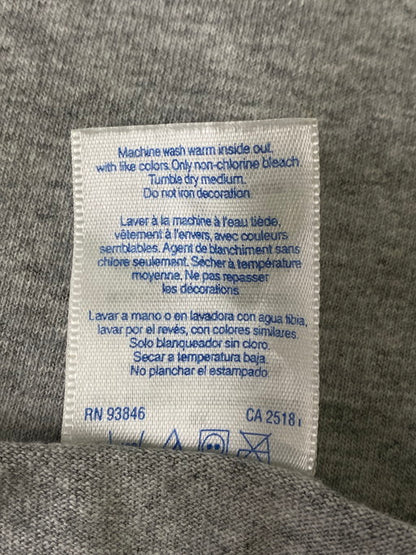 Machine wash warm inside out.
with like colors. Only non-chlorine bleach.
Tumble dry medium.
Do not iron decoration
Laver à la machine à l'eau tiède,
vêtement à l'envers, avec couleurs
semblables. Agent de blanchiment sans
chlore seulement. Sécher à température
moyenne. Ne pas repasser
les décorations
Lavar a mano o en lavadora con agua tibia,
lavar por el revés, con colores similares.
Solo blanqueador sin cloro.
Secar a temperatura baja.
No planchar el estampado.
RN 93846 CA 2518